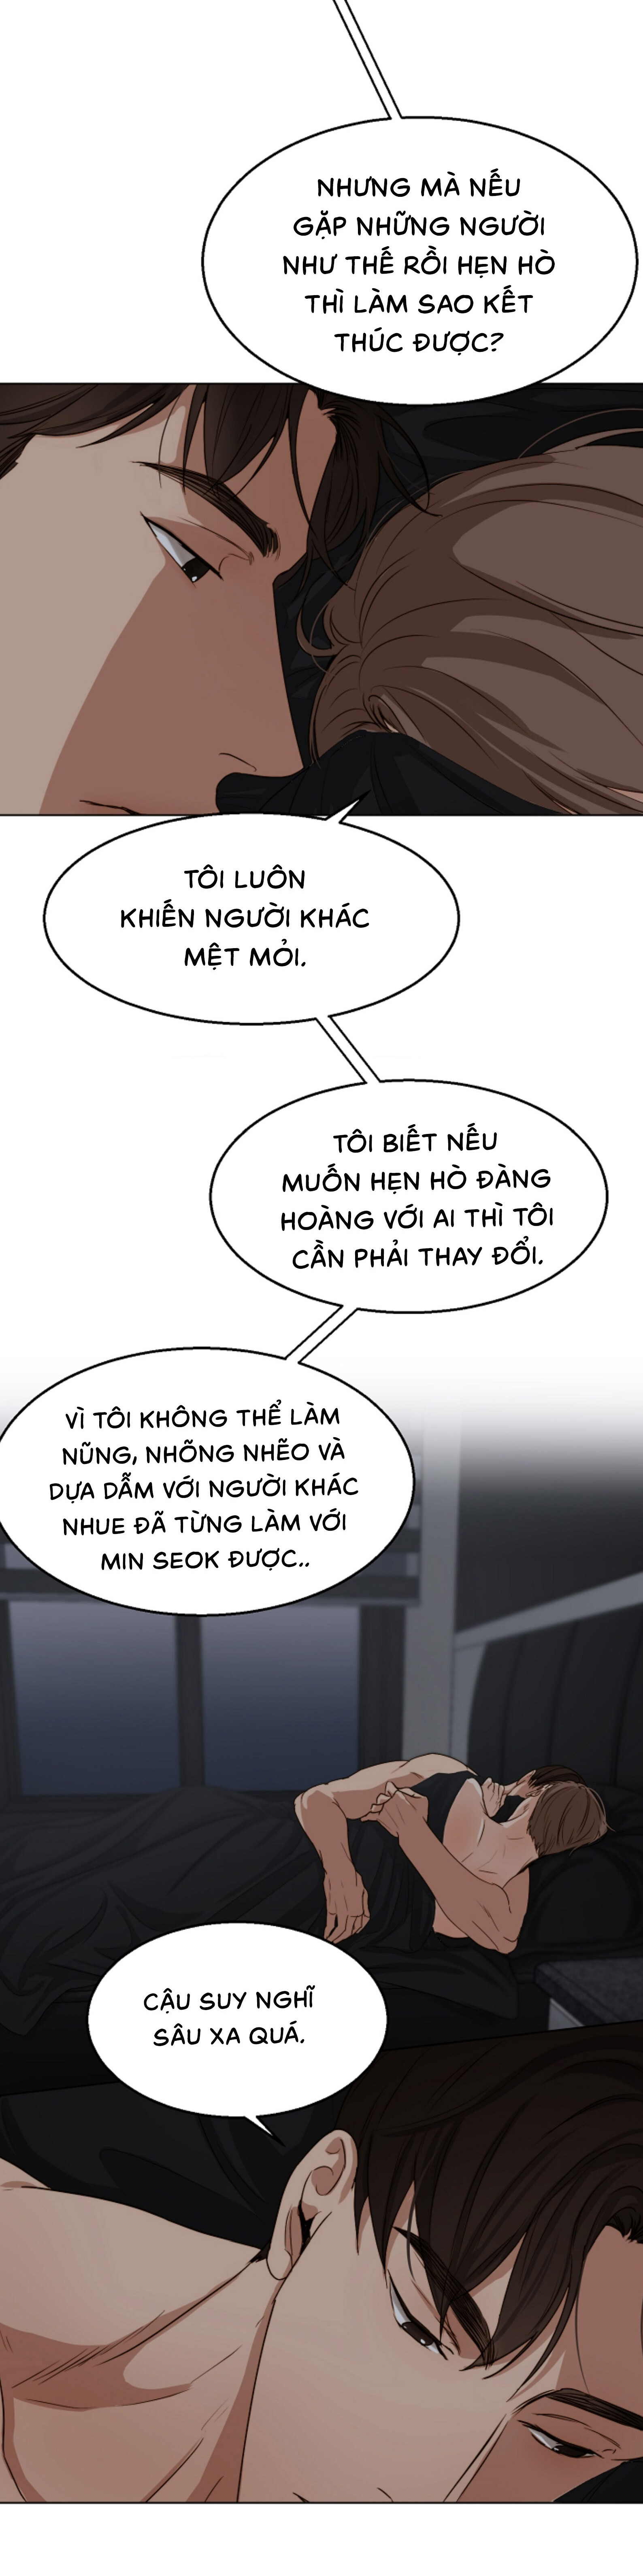 NHƯNG MÀ NẾU
GẶP NHỮNG NGƯỜI
NHƯ THẾ RỒI HẸN HÒ
THÌ LÀM SAO KẾT
THÚC ĐƯỢC?
TÔI LUÔN
KHIẾN NGƯỜI KHÁC
MỆT MỎI.
TÔI BIẾT NẾU
MUỐN HẸN HÒ ĐÀNG
HOÀNG VỚI AI THÌ TÔI
CẦN PHẢI THAY ĐỔI.
VÌ TÔI KHÔNG THỂ LÀM
NŨNG, NHÕNG NHẼO VÀ
DỰA DẪM VỚI NGƯỜI KHÁC
NHUE ĐÃ TỪNG LÀM VỚI
MIN SEOK ĐƯỢC..
CẬU SUY NGHĨ
SÂU XA QUÁ.